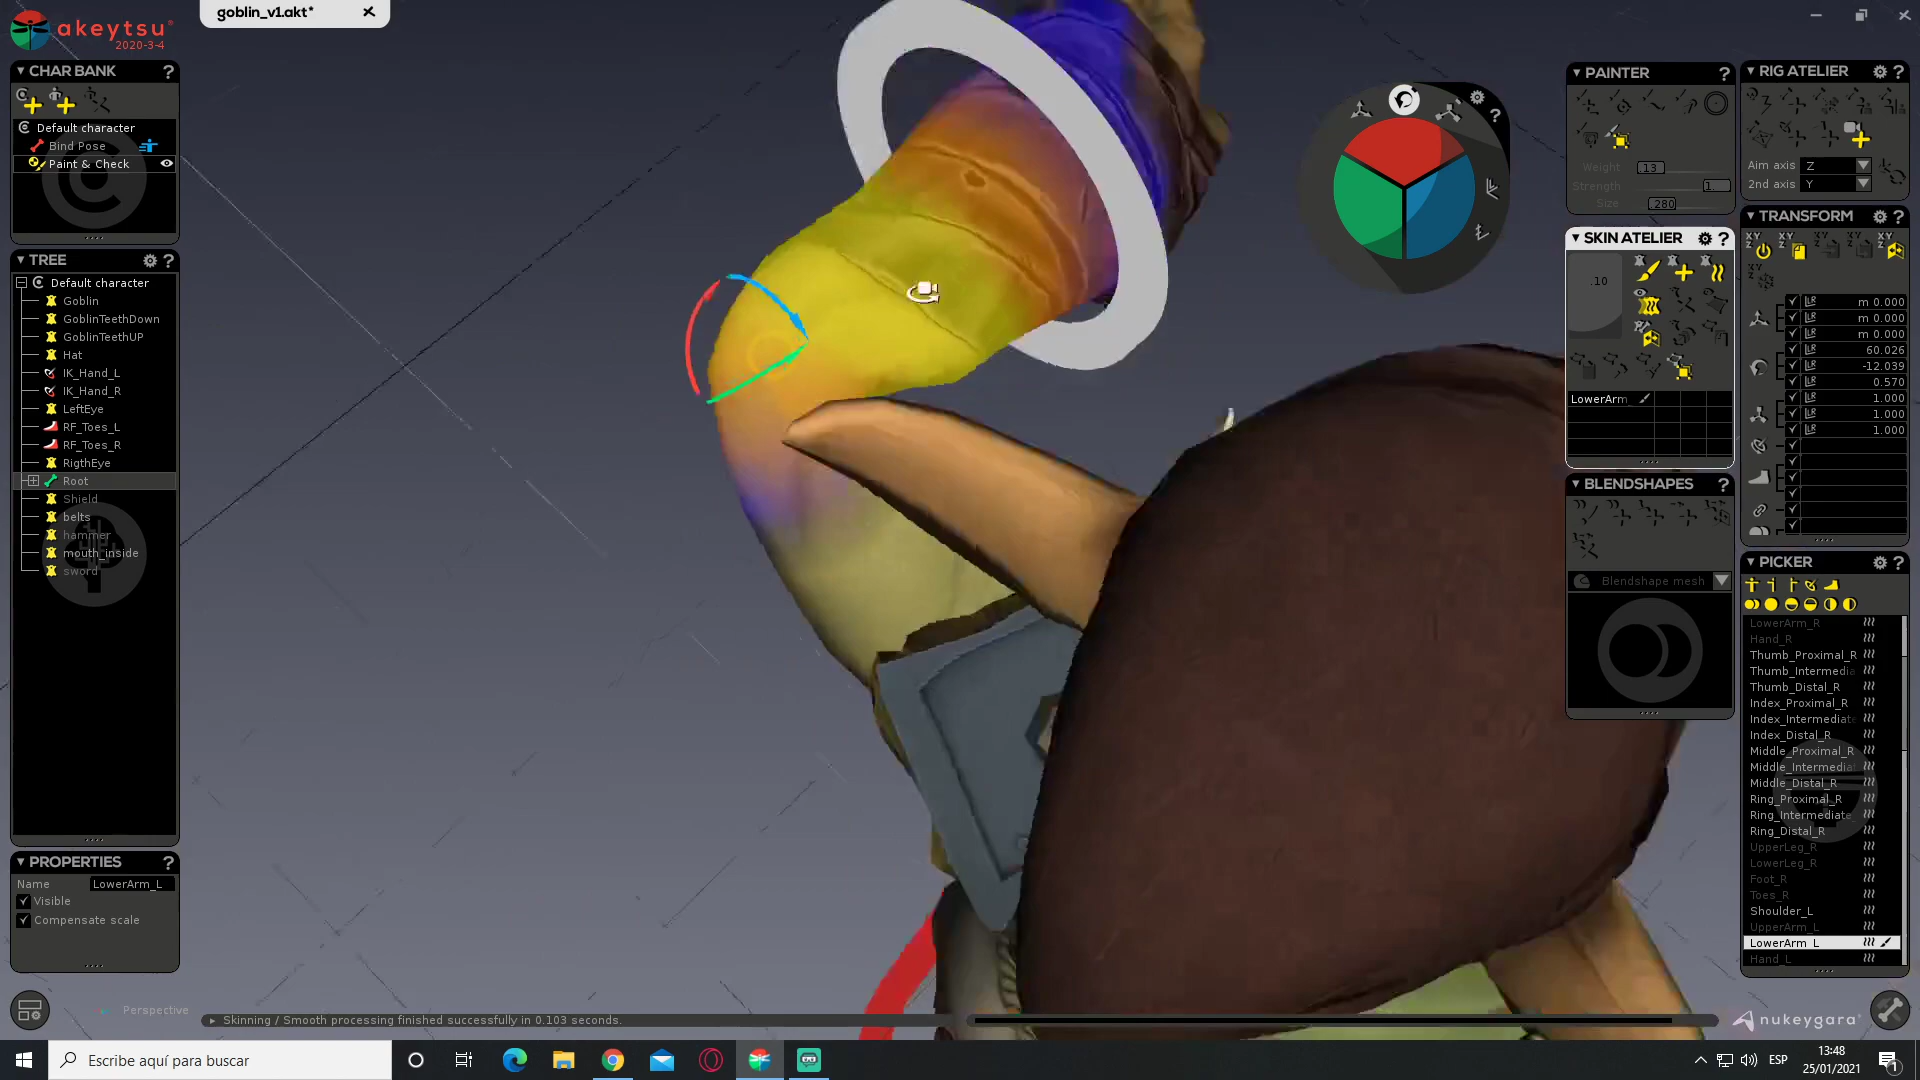 goblin_v1.akt*
akeytsu
2020-3-4
CHAR BANK
?
Default character
Bind Pose
Paint & Check
TREE
?
Default character
Goblin
GoblinTeethDown
GoblinTeethUP
Hat
IK_Hand_L
IK_Hand_R
LeftEye
RF_Toes_L
RF_Toes_R
RigthEye
Root
Shield
belts
hammer
mouth_inside
sword
PROPERTIES
?
Name LowerArm_L
Visible
Compensate scale
Perspective
Skinning / Smooth processing finished successfully in 0.103 seconds.
?
PAINTER
?
Weight .13
Strength 1.
Size .280
SKIN ATELIER
?
.10
LowerArm_
BLENDSHAPES
?
Blendshape mesh
RIG ATELIER
?
Aim axis Z
2nd axis Y
TRANSFORM
?
m 0.000
m 0.000
m 0.000
60.026
-12.039
0.570
1.000
1.000
1.000
PICKER
?
LowerArm_R
Hand_R
Thumb_Proximal_R
Thumb_Intermedia
Thumb_Distal_R
Index_Proximal_R
Index_Intermediate
Index_Distal_R
Middle_Proximal_R
Middle_Intermedia
Middle_Distal_R
Ring_Proximal_R
Ring_Intermediate
Ring_Distal_R
UpperLeg_R
LowerLeg_R
Foot_R
Toes_R
Shoulder_L
UpperArm_L
LowerArm_L
Hand_L
nukeygara
Escribe aquí para buscar
ESP
13:48
25/01/2021
1